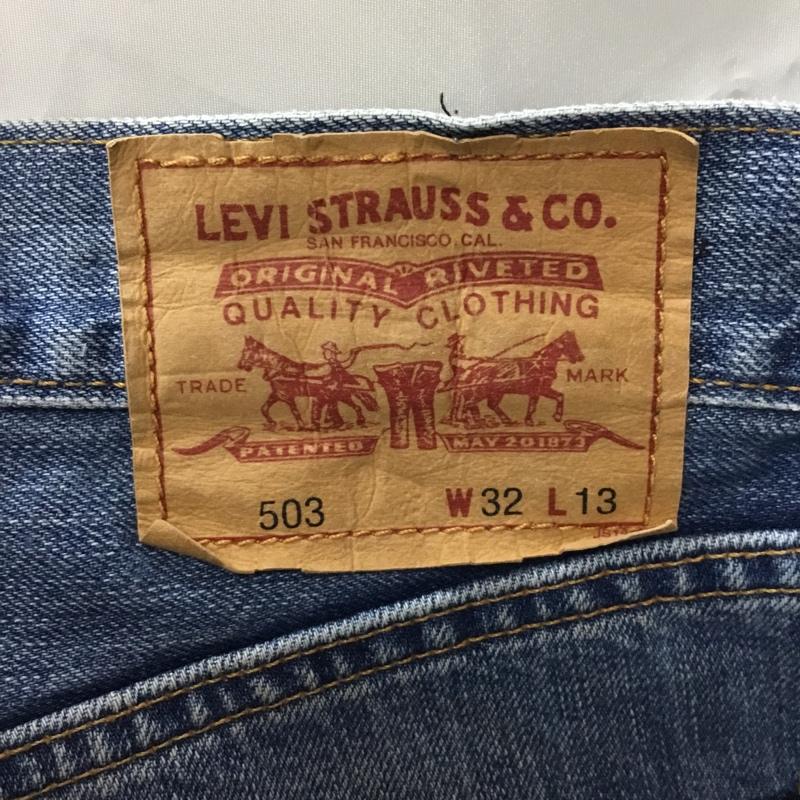 LEVI STRAUSS & CO.
SAN FRANCISCO, CAL.
ORIGINAL RIVETED
QUALITY CLOTHING
TRADE MARK
PATENTED MAY 20 1873
503 W32 L13